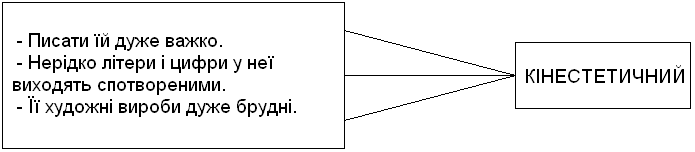 - Писати їй дуже важко.
- Нерідко літери і цифри у неї
виходять спотвореними.
- Її художні вироби дуже брудні.
КІНЕСТЕТИЧНИЙ